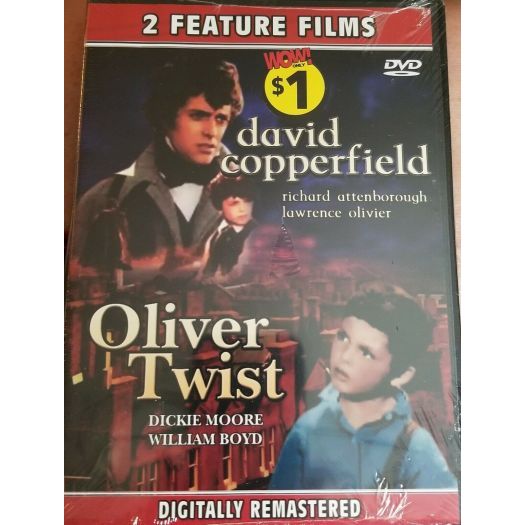 2 FEATURE FILMS
WOW!
ONLY
$1
DVD
david
copperfield
richard attenborough
lawrence olivier
Oliver
Twist
DICKIE MOORE
WILLIAM BOYD
DIGITALLY REMASTERED